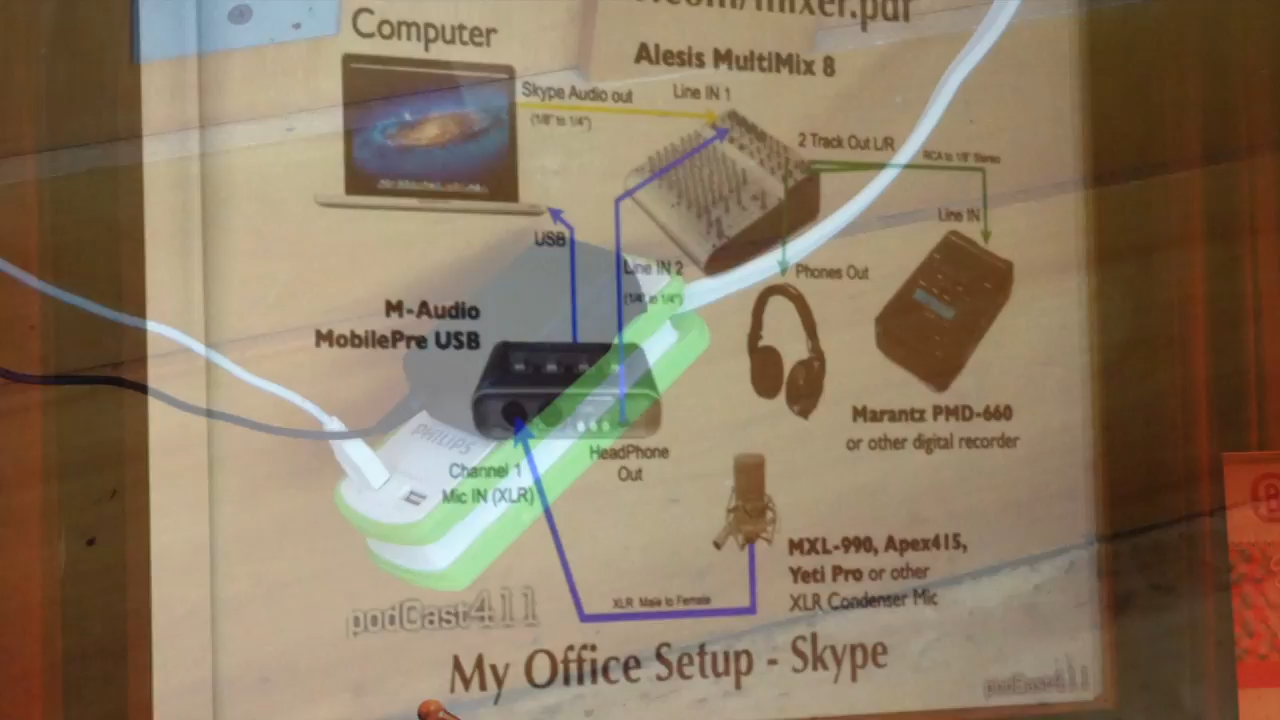 .com/mixer.pdf
Computer
Alesis MultiMix 8
Skype Audio out
(1/8" to 1/4")
Line IN 1
2 Track Out L/R
RCA to 1/8" Stereo
Line IN
USB
Line IN 2
(1/4" to 1/4")
Phones Out
M-Audio
MobilePre USB
Marantz PMD-660
or other digital recorder
PHILIPS
Channel 1
Mic IN (XLR)
HeadPhone
Out
MXL-990, Apex415,
Yeti Pro or other
XLR Condenser Mic
XLR Male to Female
podCast411
My Office Setup - Skype
podCast411